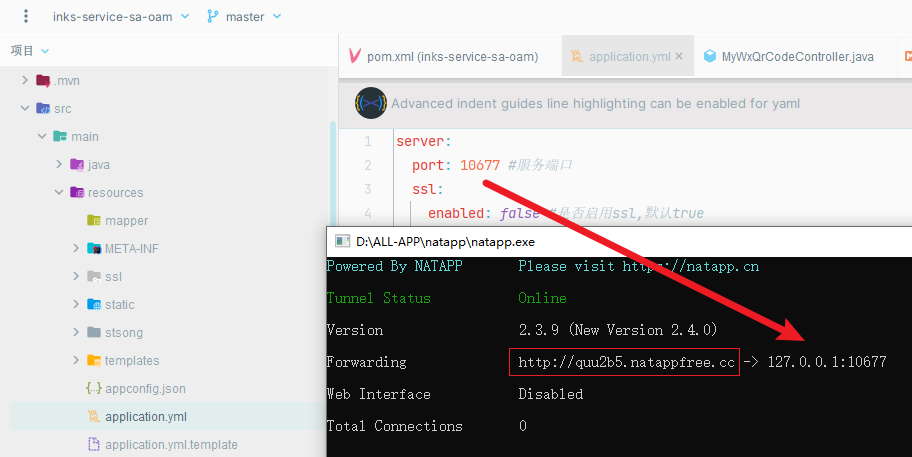 inks-service-sa-oam
master
项目
.mvn
src
main
java
resources
mapper
META-INF
ssl
static
stsong
templates
appconfig.json
application.yml
application.yml.template
pom.xml (inks-service-sa-oam)
application.yml
MyWxQrCodeController.java
Advanced indent guides line highlighting can be enabled for yaml
1 server:
2 port: 10677 #服务端口
3 ssl:
4 enabled: false #是否启用ssl,默认true
D:\ALL-APP\natapp\natapp.exe
Powered By NATAPP Please visit https://natapp.cn
Tunnel Status Online
Version 2.3.9 (New Version 2.4.0)
Forwarding http://quu2b5.natappfree.cc -> 127.0.0.1:10677
Web Interface Disabled
Total Connections 0